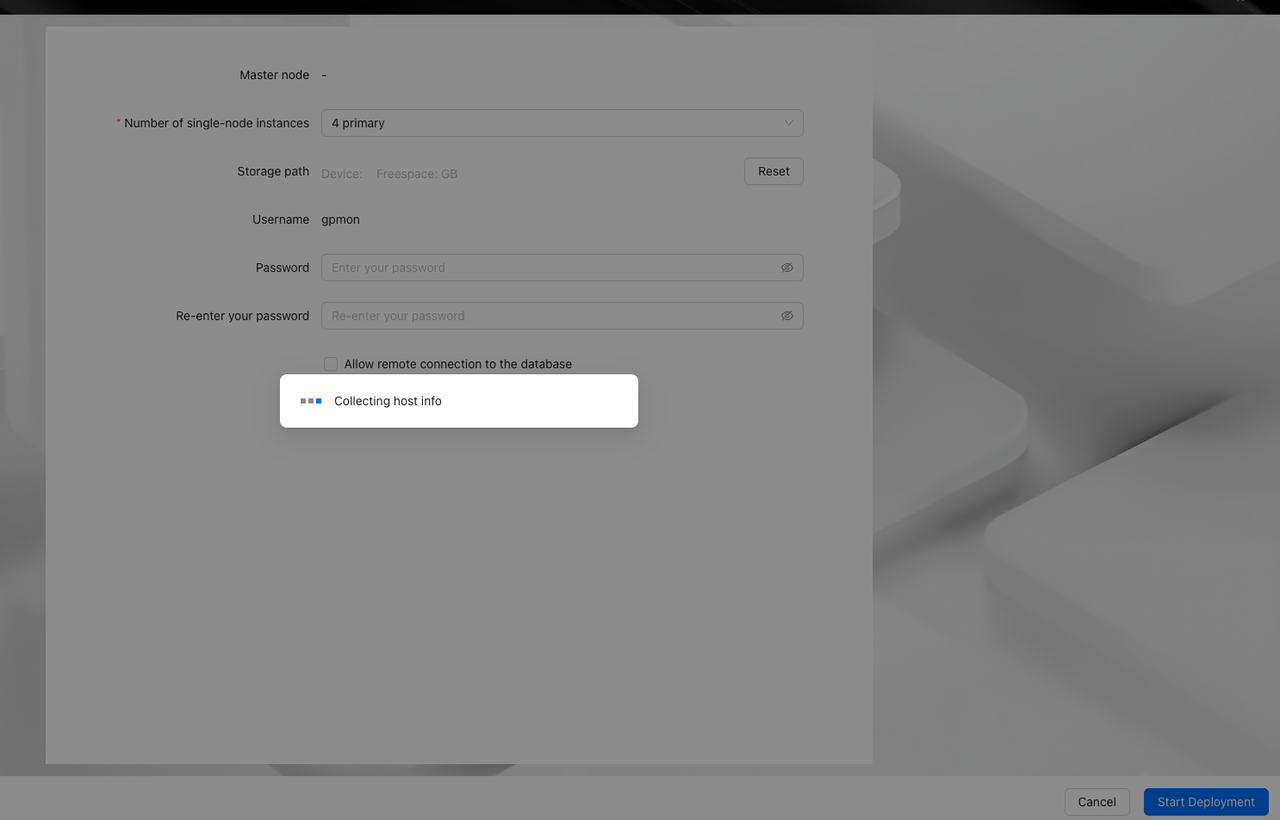 Master node -
* Number of single-node instances 4 primary
Storage path Device: Freespace: GB Reset
Username gpmon
Password Enter your password
Re-enter your password Re-enter your password
Allow remote connection to the database
Collecting host info
Cancel Start Deployment